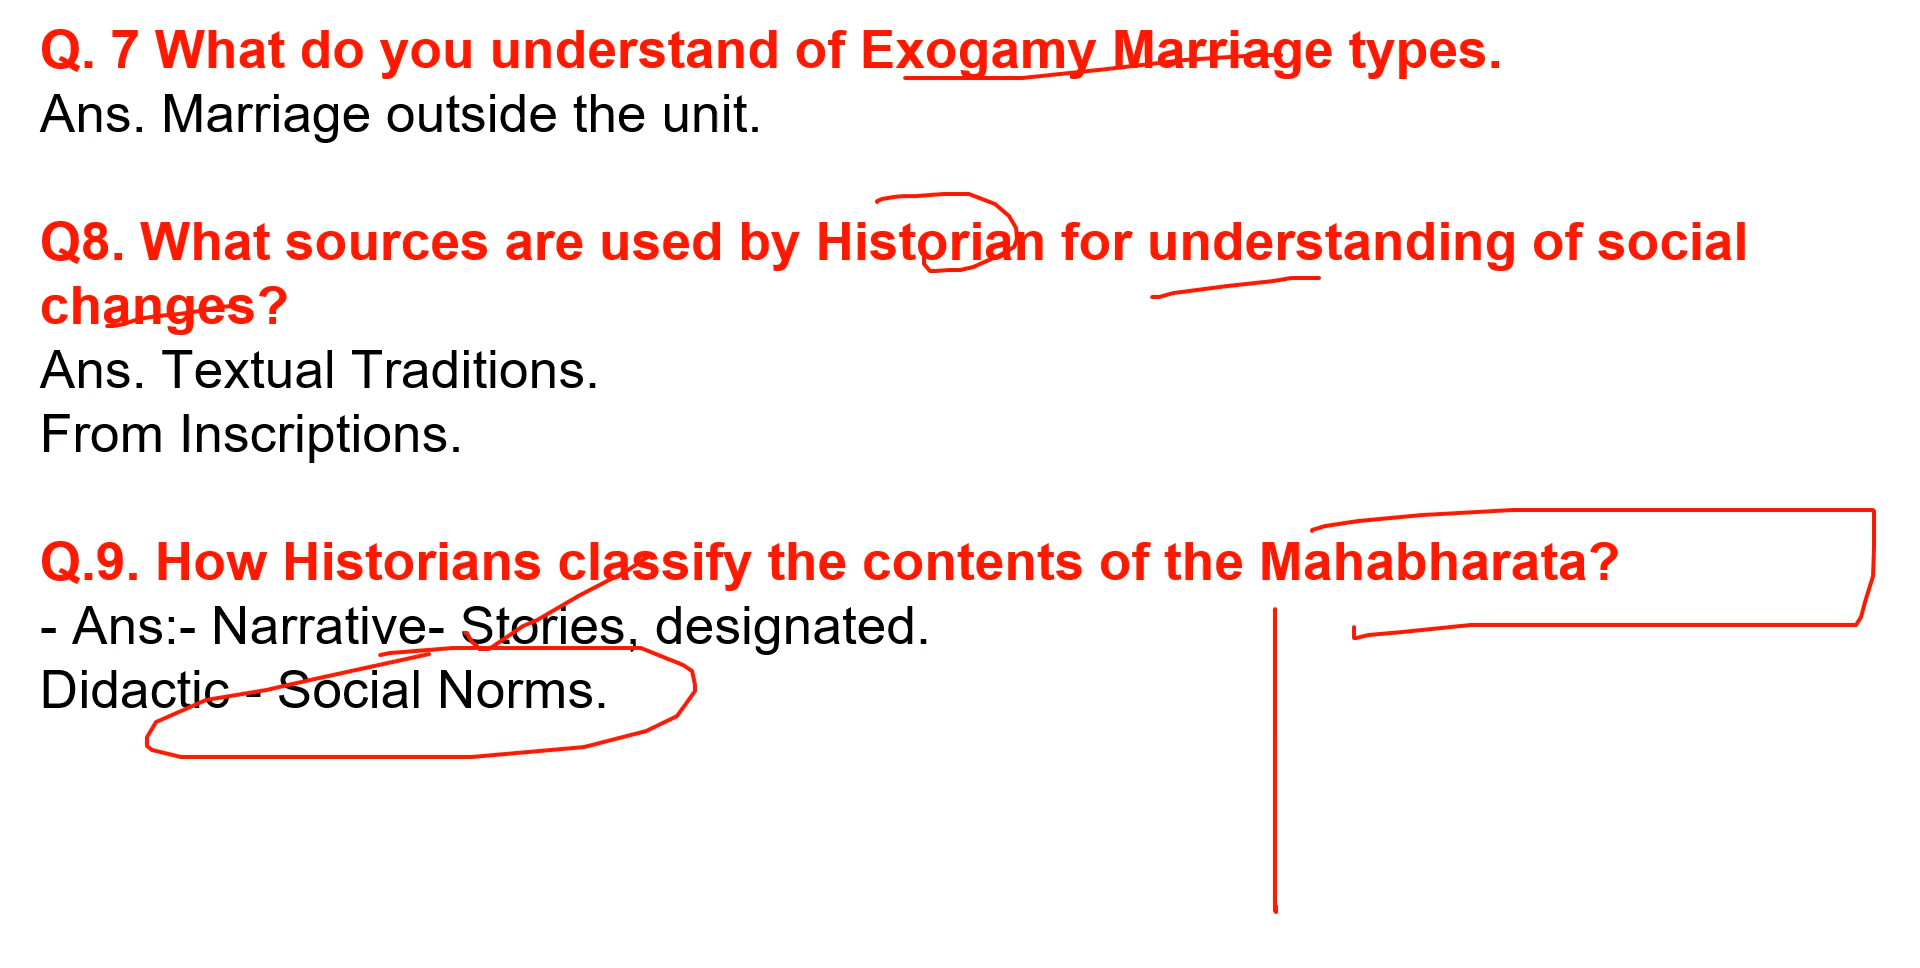 Q. 7 What do you understand of Exogamy Marriage types.
Ans. Marriage outside the unit.
Q8. What sources are used by Historian for understanding of social
changes?
Ans. Textual Traditions.
From Inscriptions.
Q.9. How Historians classify the contents of the Mahabharata?
- Ans:- Narrative- Stories, designated.
Didactic - Social Norms.